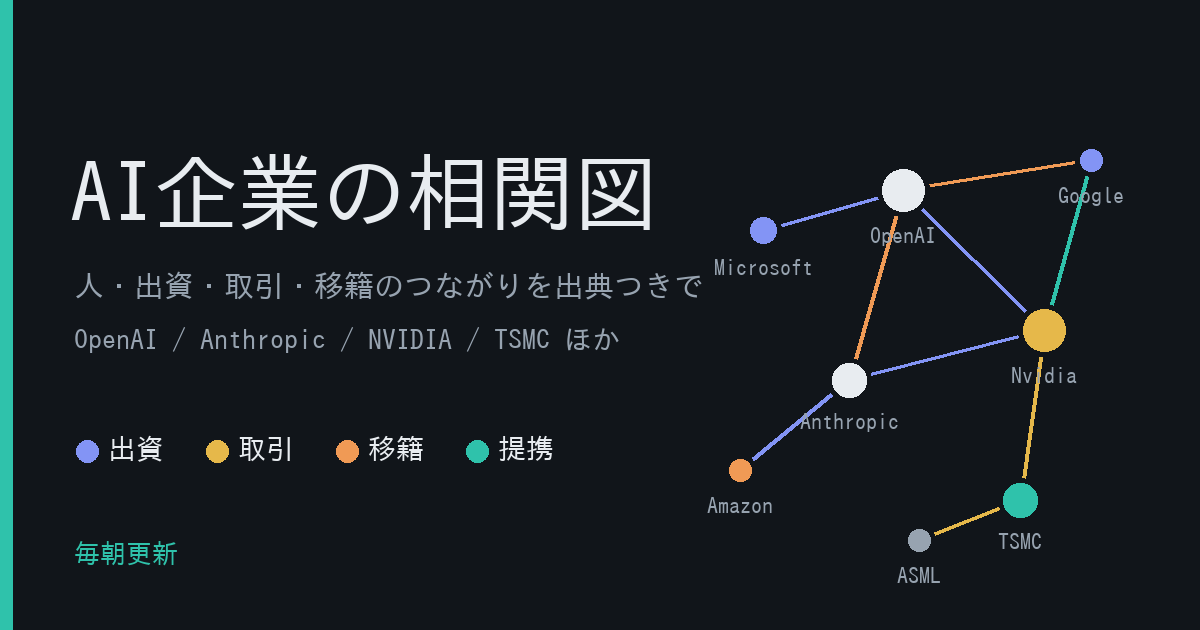 AI企業の相関図
人・出資・取引・移籍のつながりを出典つきで
OpenAI / Anthropic / NVIDIA / TSMC ほか
出資 取引 移籍 提携
毎朝更新
Google
OpenAI
Microsoft
Nvidia
Anthropic
Amazon
TSMC
ASML